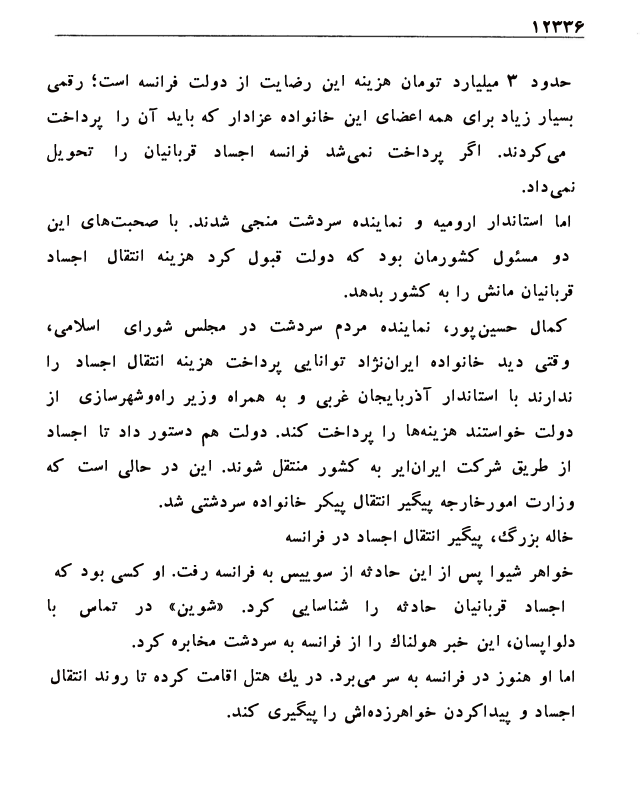 ۱۲۳۳۶
حدود ۳ میلیارد تومان هزینه این رضایت از دولت فرانسه است؛ رقمی
بسیار زیاد برای همه اعضای این خانواده عزادار که باید آن را پرداخت
می‌کردند. اگر پرداخت نمی‌شد فرانسه اجساد قربانیان را تحویل
نمی‌داد.
اما استاندار ارومیه و نماینده سردشت منجی شدند. با صحبت‌های این
دو مسئول کشورمان بود که دولت قبول کرد هزینه انتقال اجساد
قربانیان مانش را به کشور بدهد.
کمال حسین‌پور، نماینده مردم سردشت در مجلس شورای اسلامی،
وقتی دید خانواده ایران‌نژاد توانایی پرداخت هزینه انتقال اجساد را
ندارند با استاندار آذربایجان غربی و به همراه وزیر راه‌وشهرسازی از
دولت خواستند هزینه‌ها را پرداخت کند. دولت هم دستور داد تا اجساد
از طریق شرکت ایران‌ایر به کشور منتقل شوند. این در حالی است که
وزارت امورخارجه پیگیر انتقال پیکر خانواده سردشتی شد.
خاله بزرگ، پیگیر انتقال اجساد در فرانسه
خواهر شیوا پس از این حادثه از سوییس به فرانسه رفت. او کسی بود که
اجساد قربانیان حادثه را شناسایی کرد. «شوین» در تماس با
دلواپسان، این خبر هولناک را از فرانسه به سردشت مخابره کرد.
اما او هنوز در فرانسه به سر می‌برد. در یک هتل اقامت کرده تا روند انتقال
اجساد و پیداکردن خواهرزده‌اش را پیگیری کند.